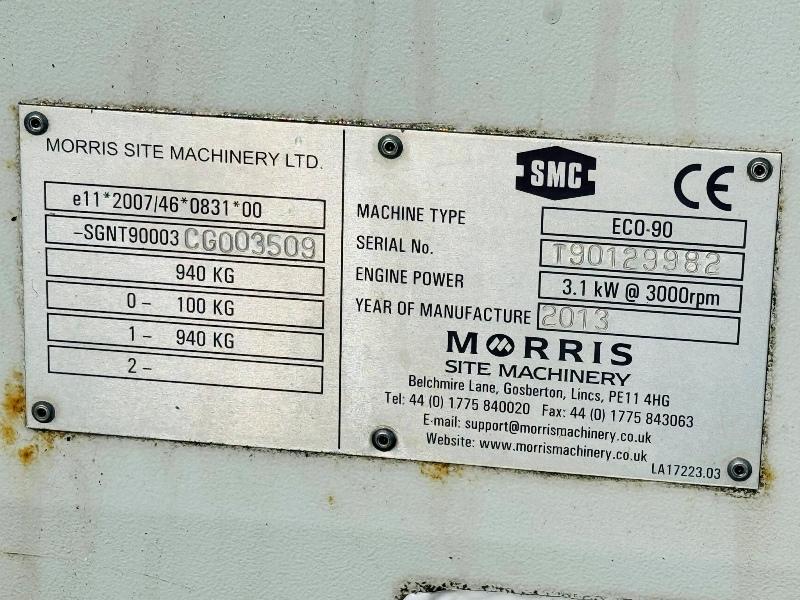 MORRIS SITE MACHINERY LTD.
e11*2007/46*0831*00
-SGNT90003 CG003509
940 KG
0 - 100 KG
1 - 940 KG
2 -
SMC
CE
MACHINE TYPE ECO-90
SERIAL No. T90129982
ENGINE POWER 3.1 kW @ 3000rpm
YEAR OF MANUFACTURE 2013
MORRIS
SITE MACHINERY
Belchmire Lane, Gosberton, Lincs, PE11 4HG
Tel: 44 (0) 1775 840020 Fax: 44 (0) 1775 843063
E-mail: support@morrismachinery.co.uk
Website: www.morrismachinery.co.uk
LA17223.03